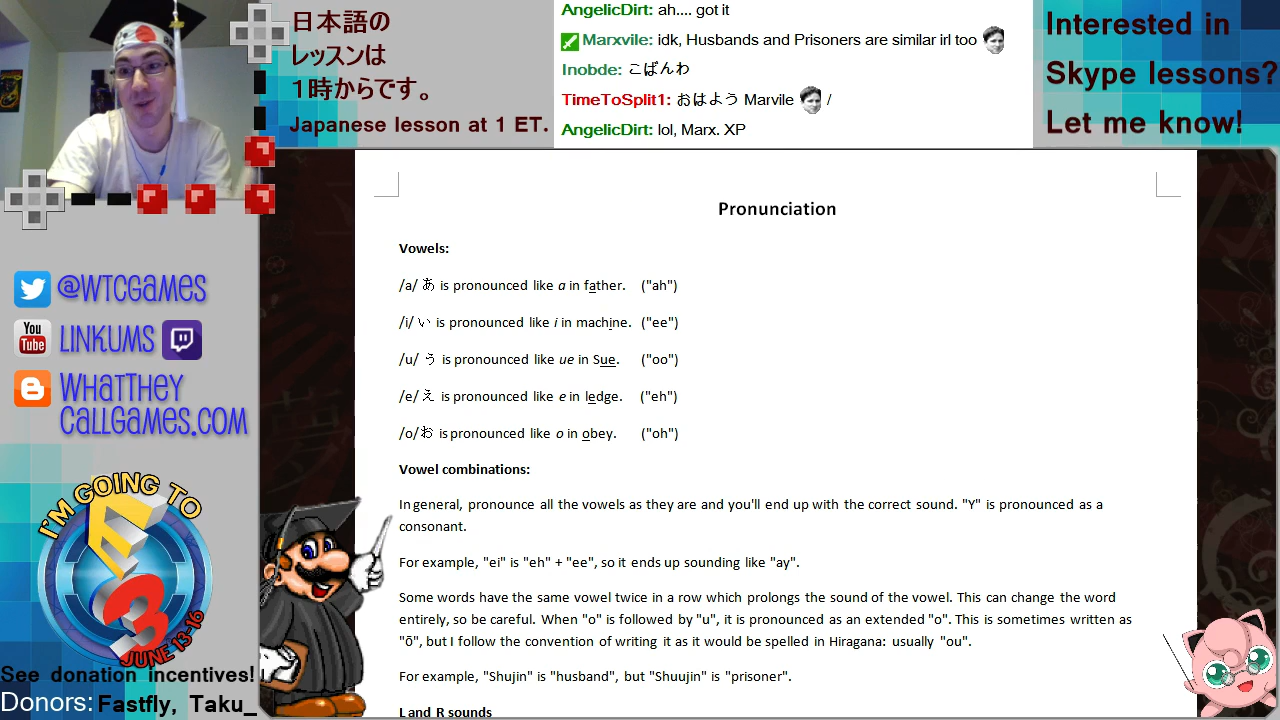 日本語の
レッスンは
１時からです。
Japanese lesson at 1 ET.
AngelicDirt: ah.... got it
Marxvile: idk, Husbands and Prisoners are similar irl too
Inobde: こばんわ
TimeToSplit1: おはよう Marvile /
AngelicDirt: lol, Marx. XP
Interested in
Skype lessons?
Let me know!
@WTCGAMES
You Tube LINKUMS
WHATTHEY
CALLGAMES.COM
I'M GOING TO
E3
JUNE 13-16
See donation incentives!
Donors: Fastfly, Taku_
Pronunciation
Vowels:
/a/ あ is pronounced like a in father. ("ah")
/i/ い is pronounced like i in machine. ("ee")
/u/ う is pronounced like ue in Sue. ("oo")
/e/ え is pronounced like e in ledge. ("eh")
/o/ お is pronounced like o in obey. ("oh")
Vowel combinations:
In general, pronounce all the vowels as they are and you'll end up with the correct sound. "Y" is pronounced as a
consonant.
For example, "ei" is "eh" + "ee", so it ends up sounding like "ay".
Some words have the same vowel twice in a row which prolongs the sound of the vowel. This can change the word
entirely, so be careful. When "o" is followed by "u", it is pronounced as an extended "o". This is sometimes written as
"ō", but I follow the convention of writing it as it would be spelled in Hiragana: usually "ou".
For example, "Shujin" is "husband", but "Shuujin" is "prisoner".
L and R sounds